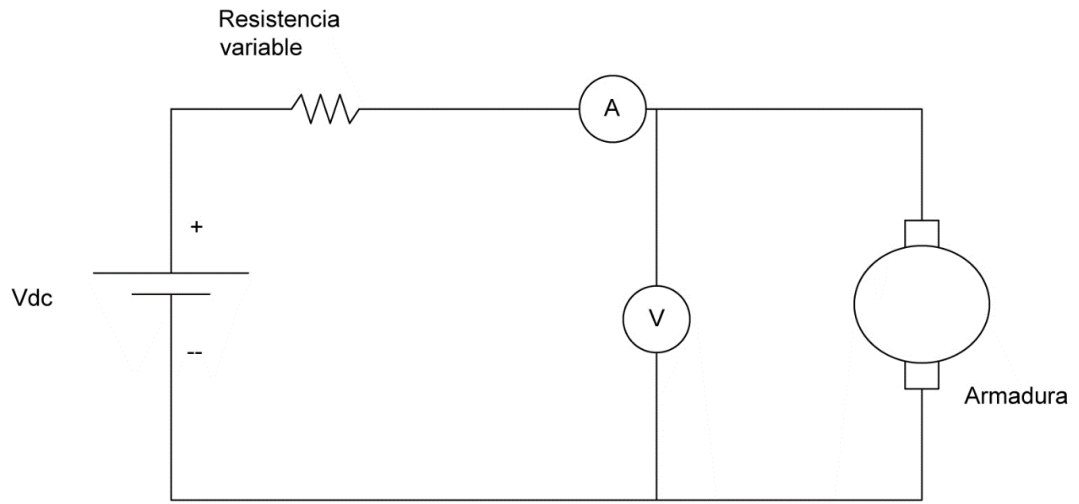 Resistencia
variable
A
+
Vdc
V
--
Armadura